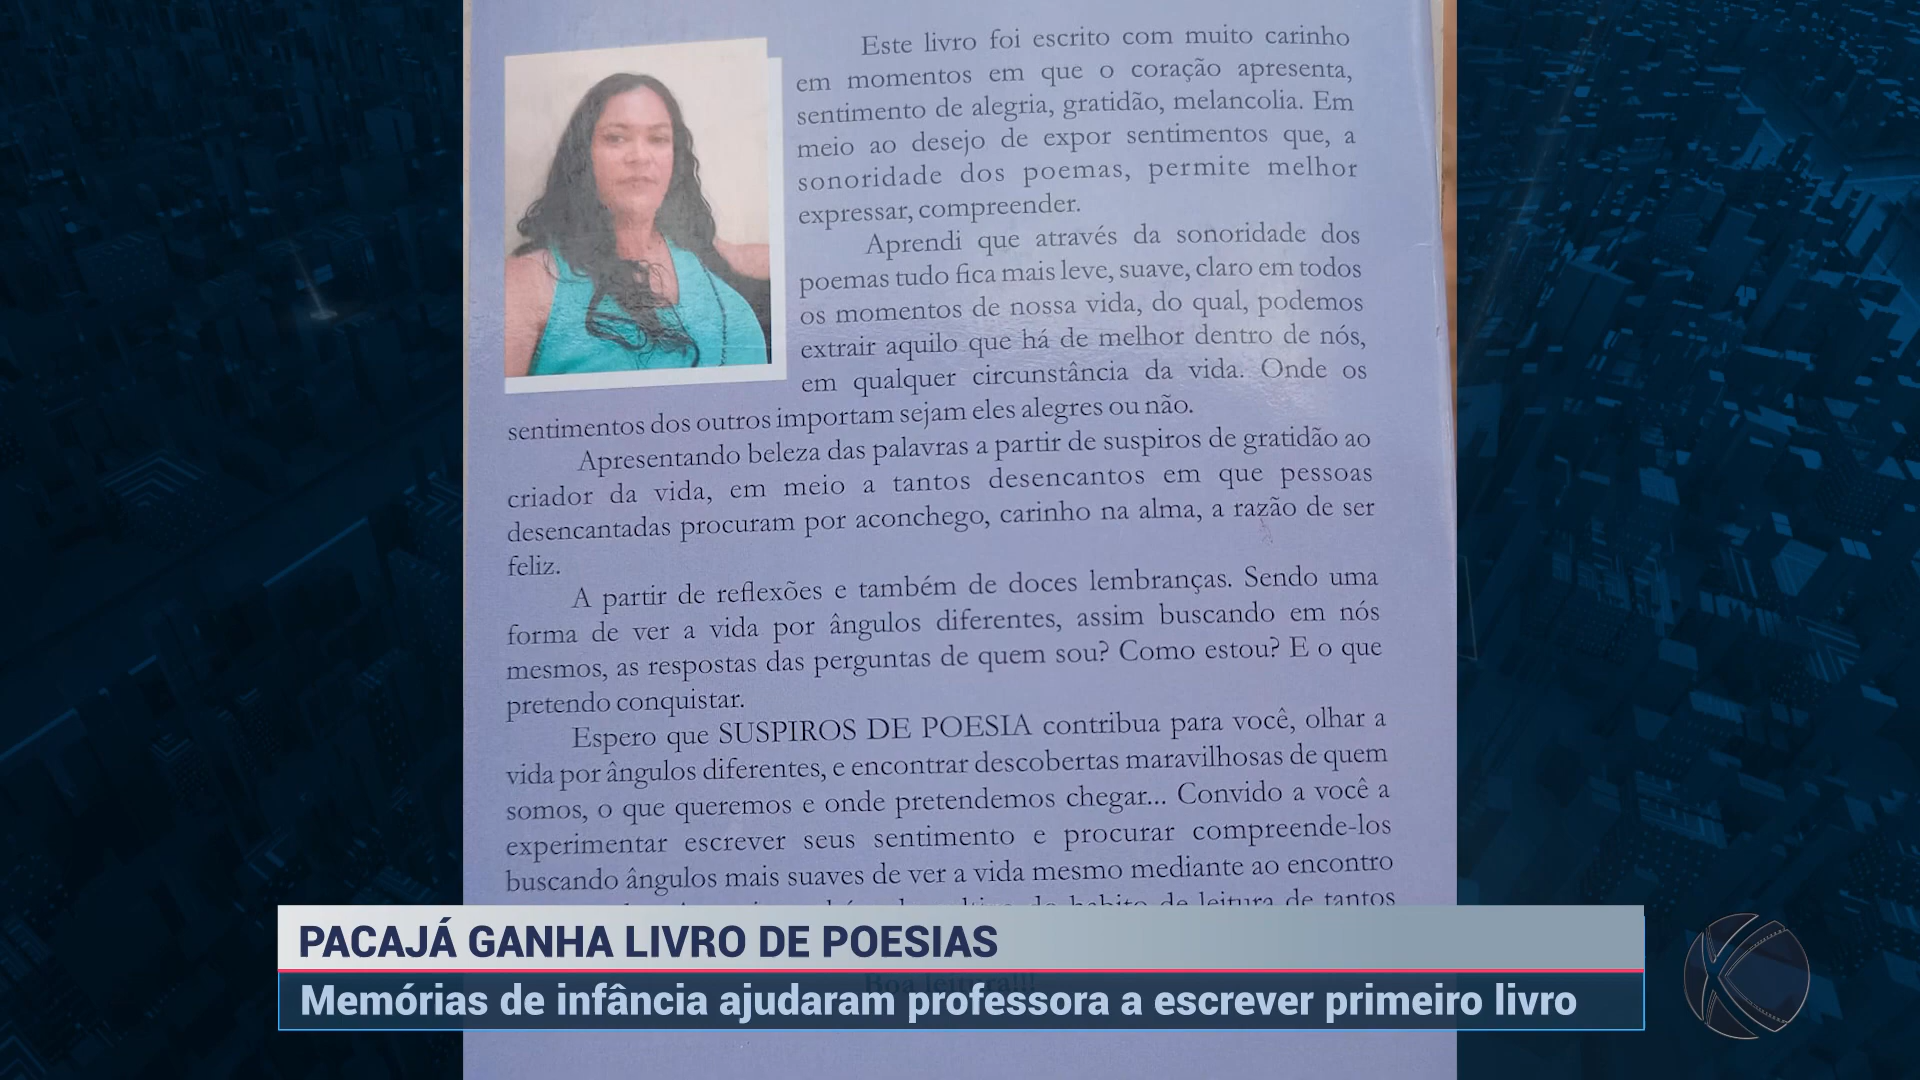 Este livro foi escrito com muito carinho
em momentos em que o coração apresenta,
sentimento de alegria, gratidão, melancolia. Em
meio ao desejo de expor sentimentos que, a
sonoridade dos poemas, permite melhor
expressar, compreender.
Aprendi que através da sonoridade dos
poemas tudo fica mais leve, suave, claro em todos
os momentos de nossa vida, do qual, podemos
extrair aquilo que há de melhor dentro de nós,
em qualquer circunstância da vida. Onde os
sentimentos dos outros importam sejam eles alegres ou não.
Apresentando beleza das palavras a partir de suspiros de gratidão ao
criador da vida, em meio a tantos desencantos em que pessoas
desencantadas procuram por aconchego, carinho na alma, a razão de ser
feliz.
A partir de reflexões e também de doces lembranças. Sendo uma
forma de ver a vida por ângulos diferentes, assim buscando em nós
mesmos, as respostas das perguntas de quem sou? Como estou? E o que
pretendo conquistar.
Espero que SUSPIROS DE POESIA contribua para você, olhar a
vida por ângulos diferentes, e encontrar descobertas maravilhosas de quem
somos, o que queremos e onde pretendemos chegar... Convido a você a
experimentar escrever seus sentimento e procurar compreende-los
buscando ângulos mais suaves de ver a vida mesmo mediante ao encontro
habito de leitura de tantos
PACAJÁ GANHA LIVRO DE POESIAS
Boa leitura!!!
Memórias de infância ajudaram professora a escrever primeiro livro